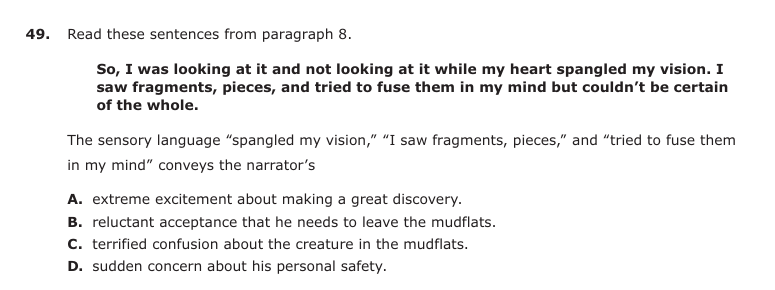 49. Read these sentences from paragraph 8.
So, I was looking at it and not looking at it while my heart spangled my vision. I
saw fragments, pieces, and tried to fuse them in my mind but couldn’t be certain
of the whole.
The sensory language “spangled my vision,” “I saw fragments, pieces,” and “tried to fuse them
in my mind” conveys the narrator’s
A. extreme excitement about making a great discovery.
B. reluctant acceptance that he needs to leave the mudflats.
C. terrified confusion about the creature in the mudflats.
D. sudden concern about his personal safety.